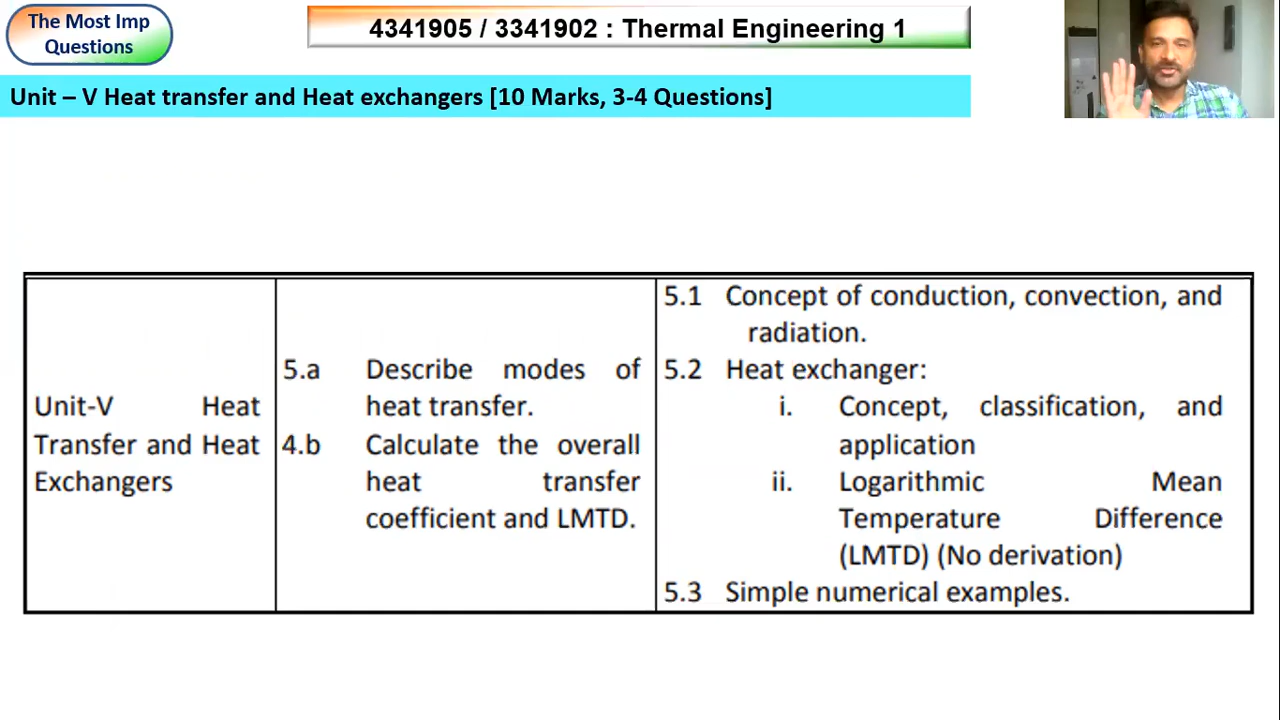 The Most Imp
Questions
4341905 / 3341902 : Thermal Engineering 1
Unit – V Heat transfer and Heat exchangers [10 Marks, 3-4 Questions]
Unit-V Heat
Transfer and Heat
Exchangers
5.a Describe modes of
heat transfer.
4.b Calculate the overall
heat transfer
coefficient and LMTD.
5.1 Concept of conduction, convection, and
radiation.
5.2 Heat exchanger:
i. Concept, classification, and
application
ii. Logarithmic Mean
Temperature Difference
(LMTD) (No derivation)
5.3 Simple numerical examples.